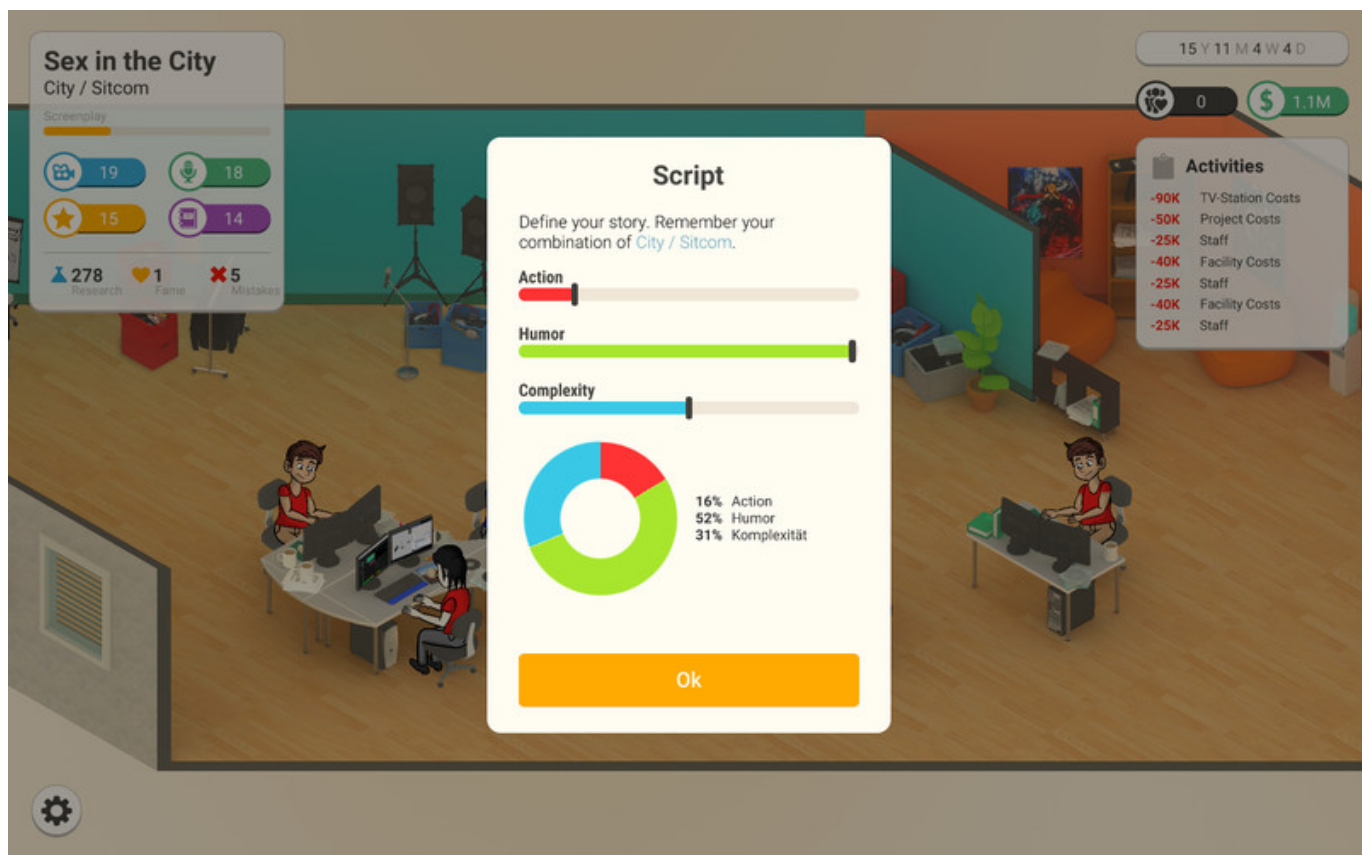 Sex in the City
City / Sitcom
Screenplay
19
18
15
14
278
Research
1
Fame
5
Mistakes
15 Y 11 M 4 W 4 D
0
1.1M
Activities
-90K TV-Station Costs
-50K Project Costs
-25K Staff
-40K Facility Costs
-25K Staff
-40K Facility Costs
-25K Staff
Script
Define your story. Remember your
combination of City / Sitcom.
Action
Humor
Complexity
16% Action
52% Humor
31% Komplexität
Ok